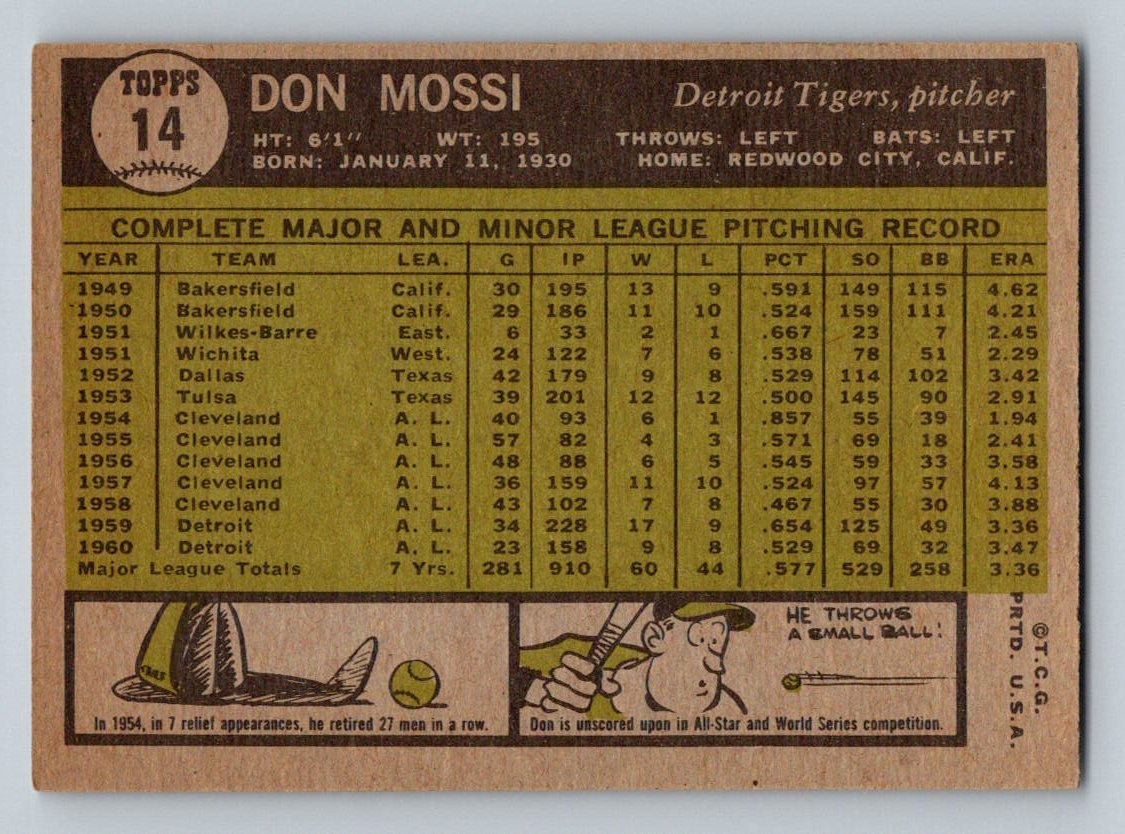 TOPPS
14
DON MOSSI
Detroit Tigers, pitcher
HT: 6'1" WT: 195 THROWS: LEFT BATS: LEFT
BORN: JANUARY 11, 1930 HOME: REDWOOD CITY, CALIF.
COMPLETE MAJOR AND MINOR LEAGUE PITCHING RECORD
YEAR TEAM LEA. G IP W L PCT SO BB ERA
1949 Bakersfield Calif. 30 195 13 9 .591 149 115 4.62
1950 Bakersfield Calif. 29 186 11 10 .524 159 111 4.21
1951 Wilkes-Barre East. 6 33 2 1 .667 23 7 2.45
1951 Wichita West. 24 122 7 6 .538 78 51 2.29
1952 Dallas Texas 42 179 9 8 .529 114 102 3.42
1953 Tulsa Texas 39 201 12 12 .500 145 90 2.91
1954 Cleveland A. L. 40 93 6 1 .857 55 39 1.94
1955 Cleveland A. L. 57 82 4 3 .571 69 18 2.41
1956 Cleveland A. L. 48 88 6 5 .545 59 33 3.58
1957 Cleveland A. L. 36 159 11 10 .524 97 57 4.13
1958 Cleveland A. L. 43 102 7 8 .467 55 30 3.88
1959 Detroit A. L. 34 228 17 9 .654 125 49 3.36
1960 Detroit A. L. 23 158 9 8 .529 69 32 3.47
Major League Totals 7 Yrs. 281 910 60 44 .577 529 258 3.36
In 1954, in 7 relief appearances, he retired 27 men in a row.
HE THROWS
A SMALL BALL!
Don is unscored upon in All-Star and World Series competition.
©T.C.G.
PRTD. U.S.A.